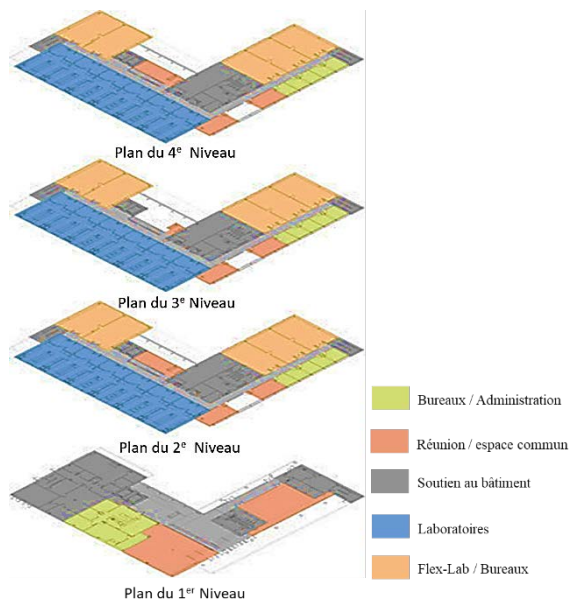 Plan du 4e Niveau
Plan du 3e Niveau
Plan du 2e Niveau
Plan du 1er Niveau
Bureaux / Administration
Réunion / espace commun
Soutien au bâtiment
Laboratoires
Flex-Lab / Bureaux